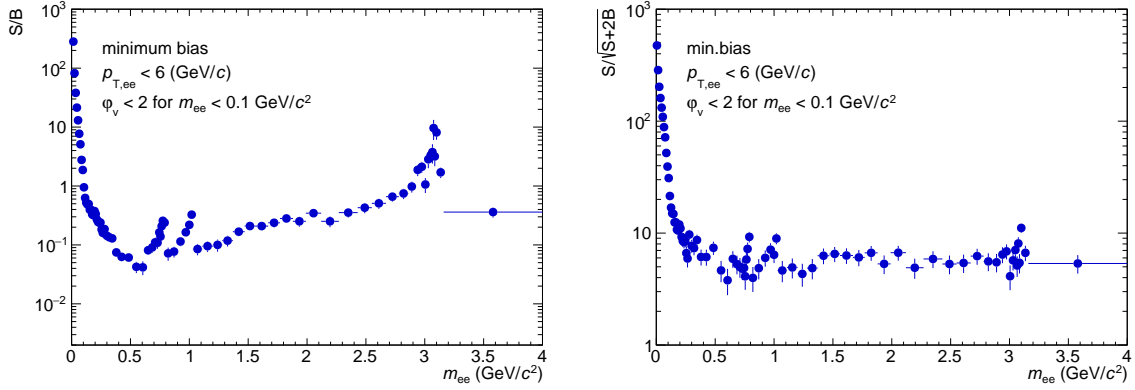 S/B
10³
10²
10
1
10⁻¹
10⁻²
minimum bias
p_T,ee < 6 (GeV/c)
φ_v < 2 for m_ee < 0.1 GeV/c²
0 0.5 1 1.5 2 2.5 3 3.5 4
m_ee (GeV/c²)
S/√S+2B
10³
10²
10
1
min.bias
p_T,ee < 6 (GeV/c)
φ_v < 2 for m_ee < 0.1 GeV/c²
0 0.5 1 1.5 2 2.5 3 3.5 4
m_ee (GeV/c²)